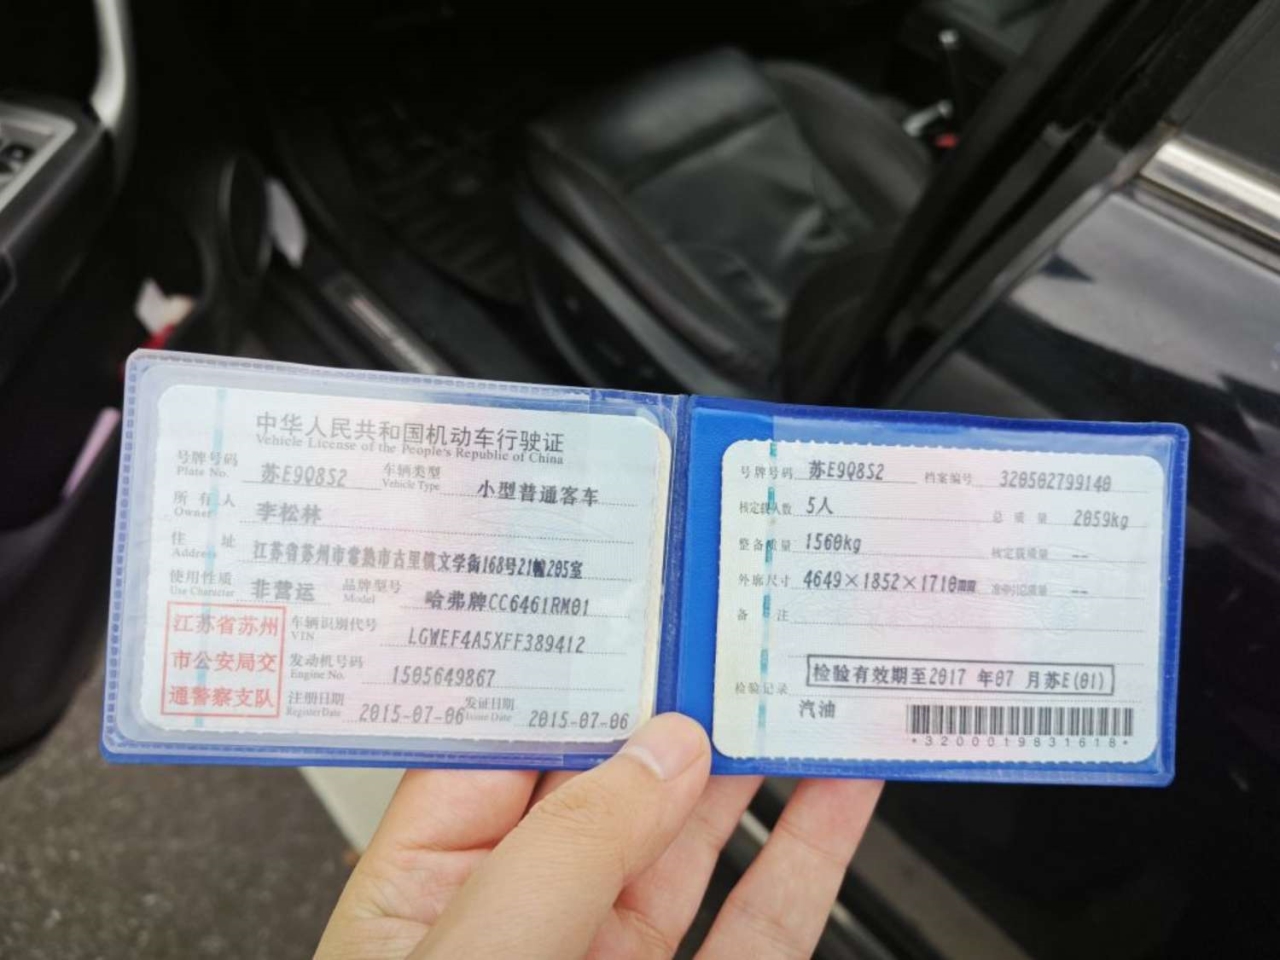 中华人民共和国机动车行驶证
Vehicle License of the People's Republic of China
号牌号码 苏E9Q8S2 车辆类型 小型普通客车
Plate No. Vehicle Type
所有人 李松林
Owner
住址 江苏省苏州市常熟市古里镇文学街168号21幢205室
Address
使用性质 非营运 品牌型号 哈弗牌CC6461RM01
Use Character Model
江苏省苏州
市公安局交
通警察支队
车辆识别代号 LGWEF4A5XFF389412
VIN
发动机号码 1505649867
Engine No.
注册日期 2015-07-06 发证日期 2015-07-06
Register Date Issue Date
号牌号码 苏E9Q8S2 档案编号 320502799140
核定载人数 5人 总质量 2059kg
整备质量 1560kg 核定载质量 --
外廓尺寸 4649×1852×1710mm 准牵引总质量 --
备注
检验有效期至2017年07月苏E(01)
检验记录
汽油
*3200019831618*